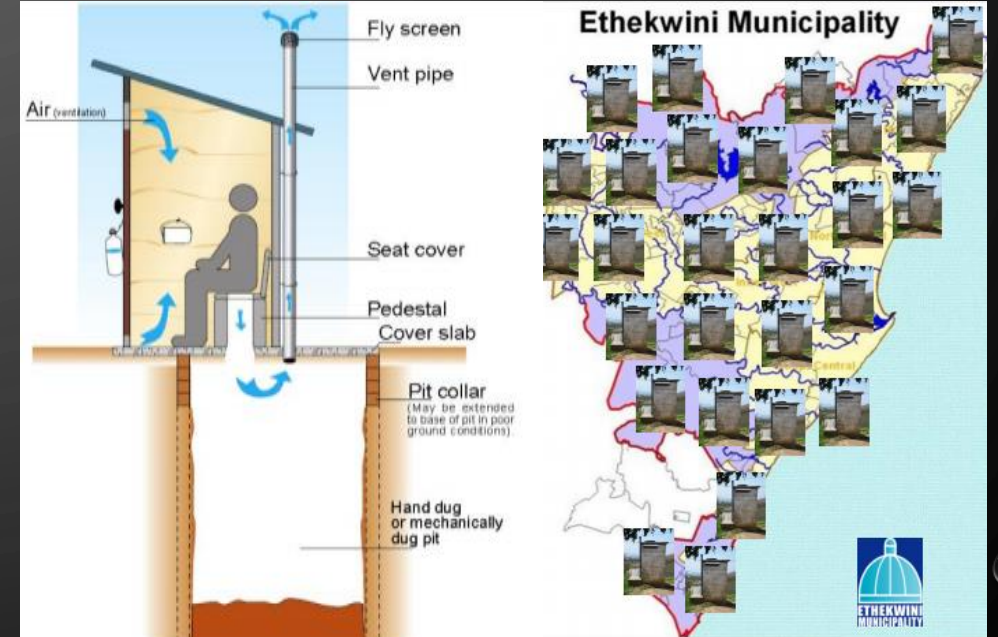 Fly screen
Vent pipe
Air (ventilation)
Seat cover
Pedestal
Cover slab
Pit collar
(May be extended
to base of pit in poor
ground conditions).
Hand dug
or mechanically
dug pit
Ethekwini Municipality
Central
ETHEKWINI
MUNICIPALITY